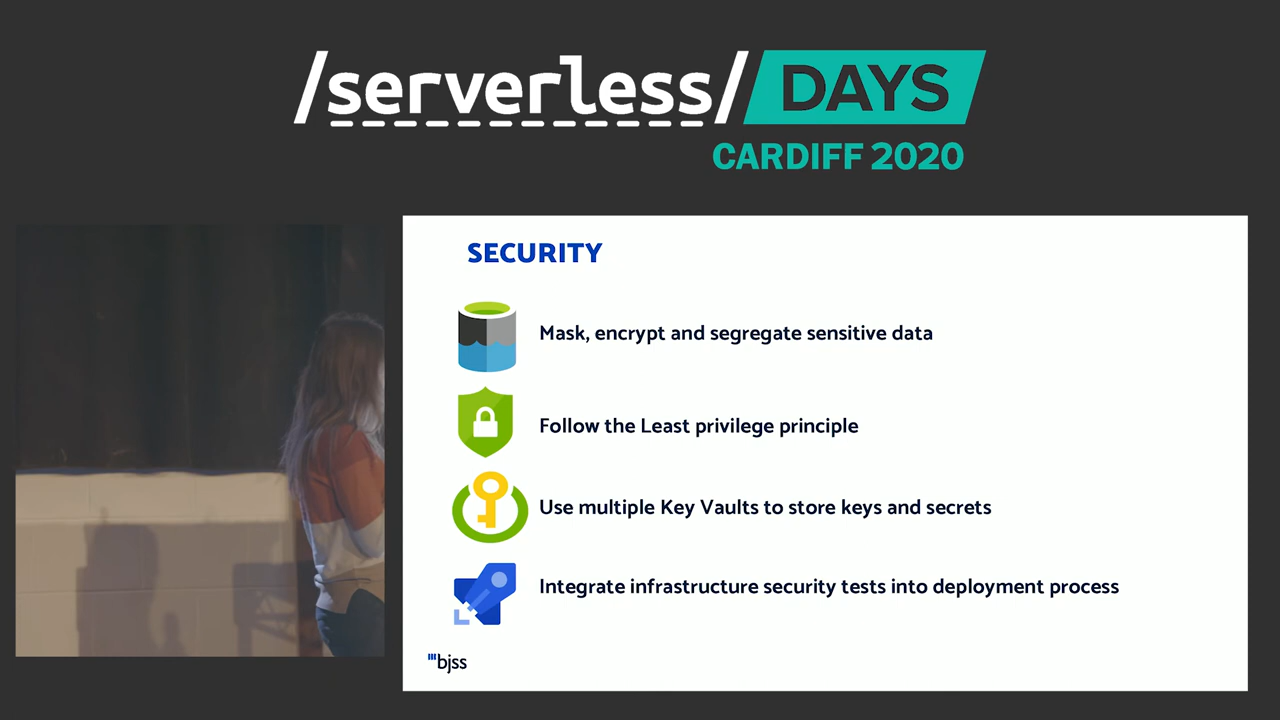 /serverless/ DAYS
CARDIFF 2020
SECURITY
Mask, encrypt and segregate sensitive data
Follow the Least privilege principle
Use multiple Key Vaults to store keys and secrets
Integrate infrastructure security tests into deployment process
bjss